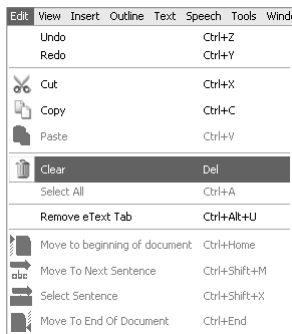 Edit View Insert Outline Text Speech Tools
Undo Ctrl+Z
Redo Ctrl+Y
Cut Ctrl+X
Copy Ctrl+C
Paste Ctrl+V
Clear Del
Select All Ctrl+A
Remove eText Tab Ctrl+Alt+U
Move to beginning of document Ctrl+Home
abc Move To Next Sentence Ctrl+Shift+M
Select Sentence Ctrl+Shift+X
Move To End Of Document Ctrl+End